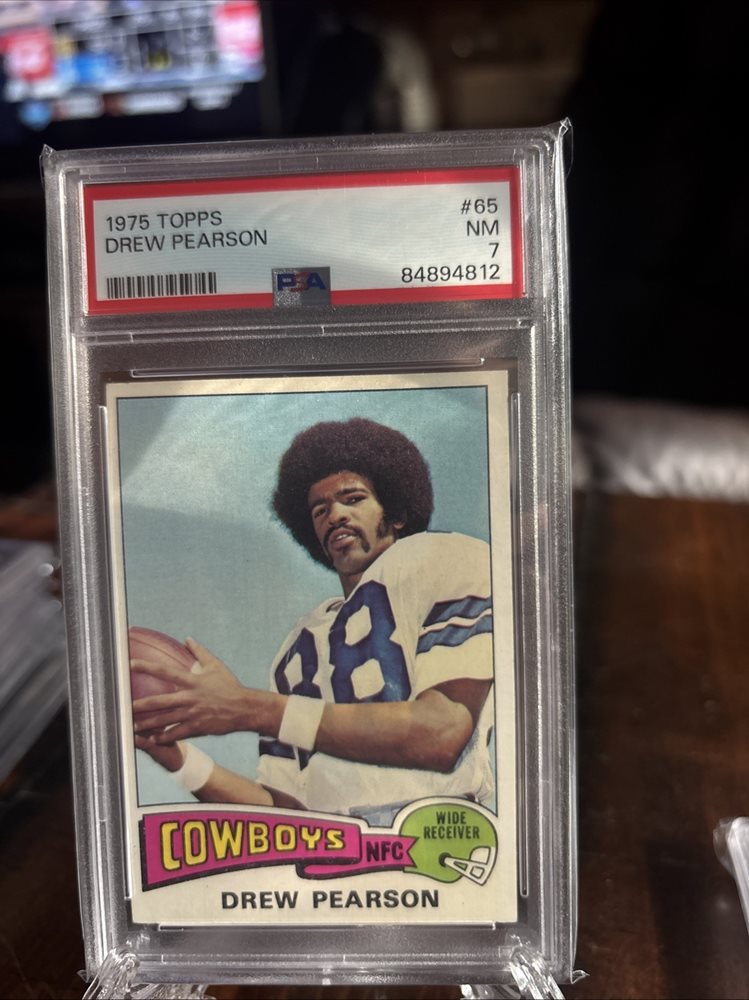 1975 TOPPS
DREW PEARSON
#65
NM
7
PSA
84894812
88
COWBOYS
NFC
WIDE
RECEIVER
DREW PEARSON